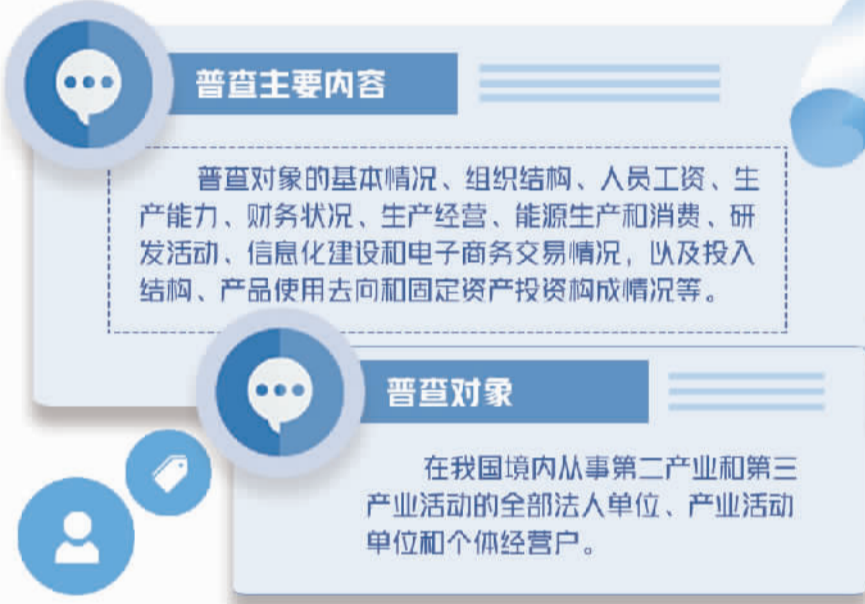 普查主要内容
普查对象的基本情况、组织结构、人员工资、生
产能力、财务状况、生产经营、能源生产和消费、研
发活动、信息化建设和电子商务交易情况，以及投入
结构、产品使用去向和固定资产投资构成情况等。
普查对象
在我国境内从事第二产业和第三
产业活动的全部法人单位、产业活动
单位和个体经营户。